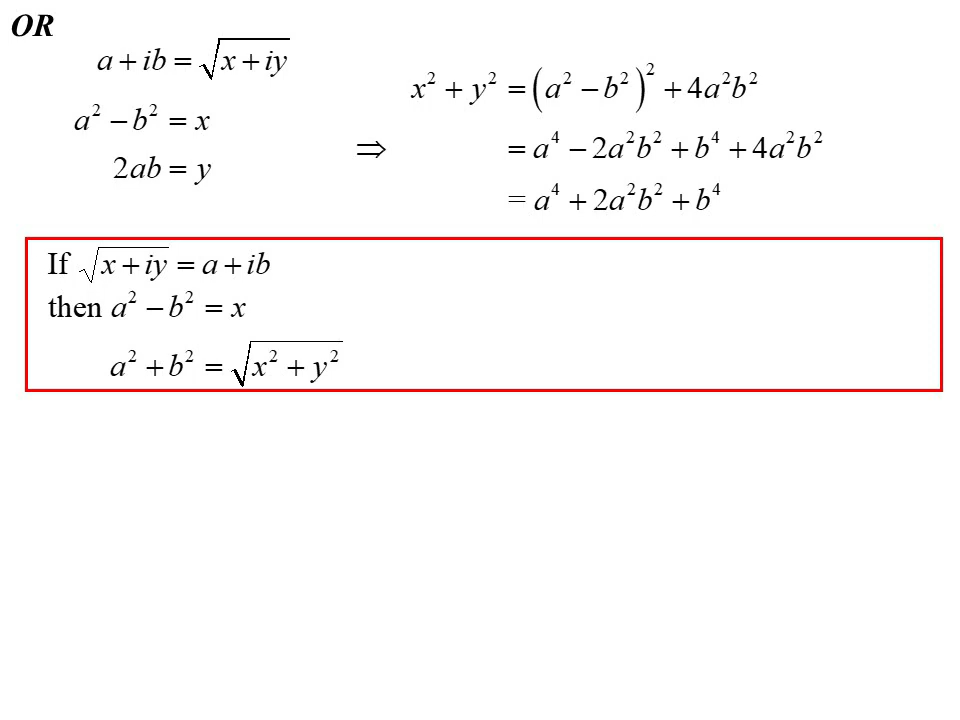 OR
a + ib = √(x + iy)
a² − b² = x
2ab = y
⇒
x² + y² = (a² − b²)² + 4a²b²
= a⁴ − 2a²b² + b⁴ + 4a²b²
= a⁴ + 2a²b² + b⁴
If √(x + iy) = a + ib
then a² − b² = x
a² + b² = √(x² + y²)